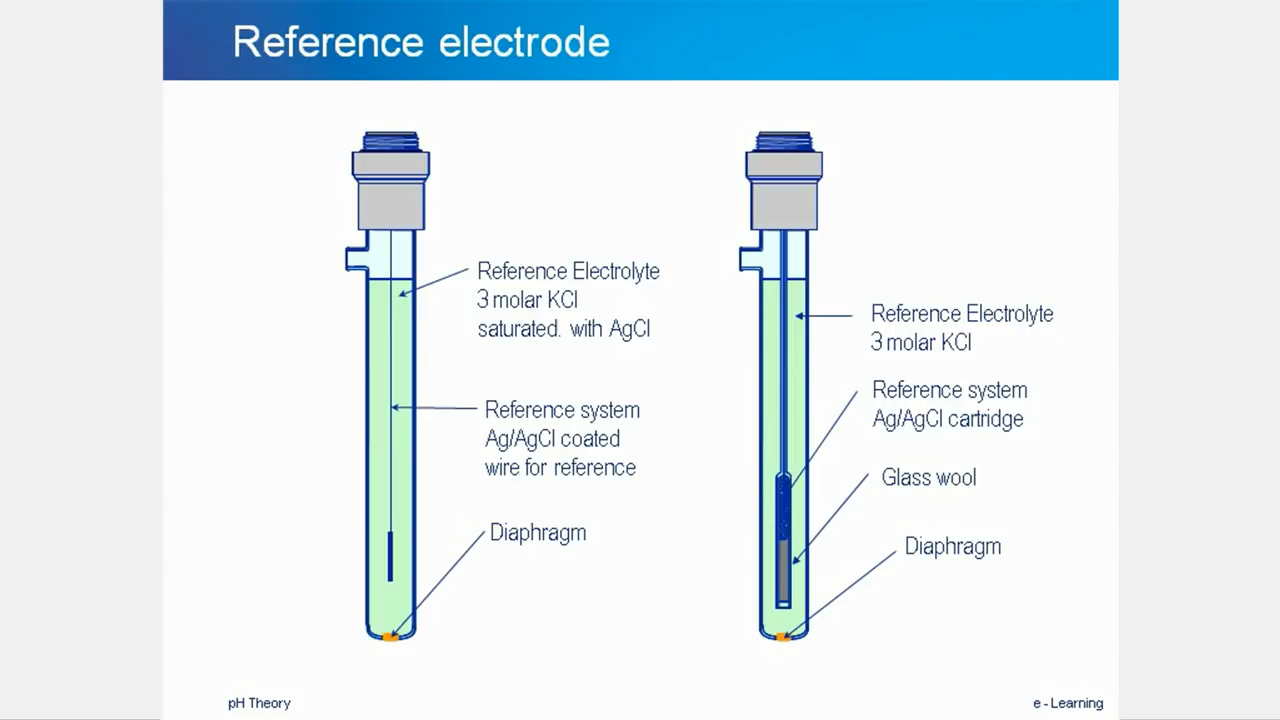 Reference electrode
Reference Electrolyte
3 molar KCl
saturated. with AgCl
Reference system
Ag/AgCl coated
wire for reference
Diaphragm
Reference Electrolyte
3 molar KCl
Reference system
Ag/AgCl cartridge
Glass wool
Diaphragm
pH Theory
e - Learning